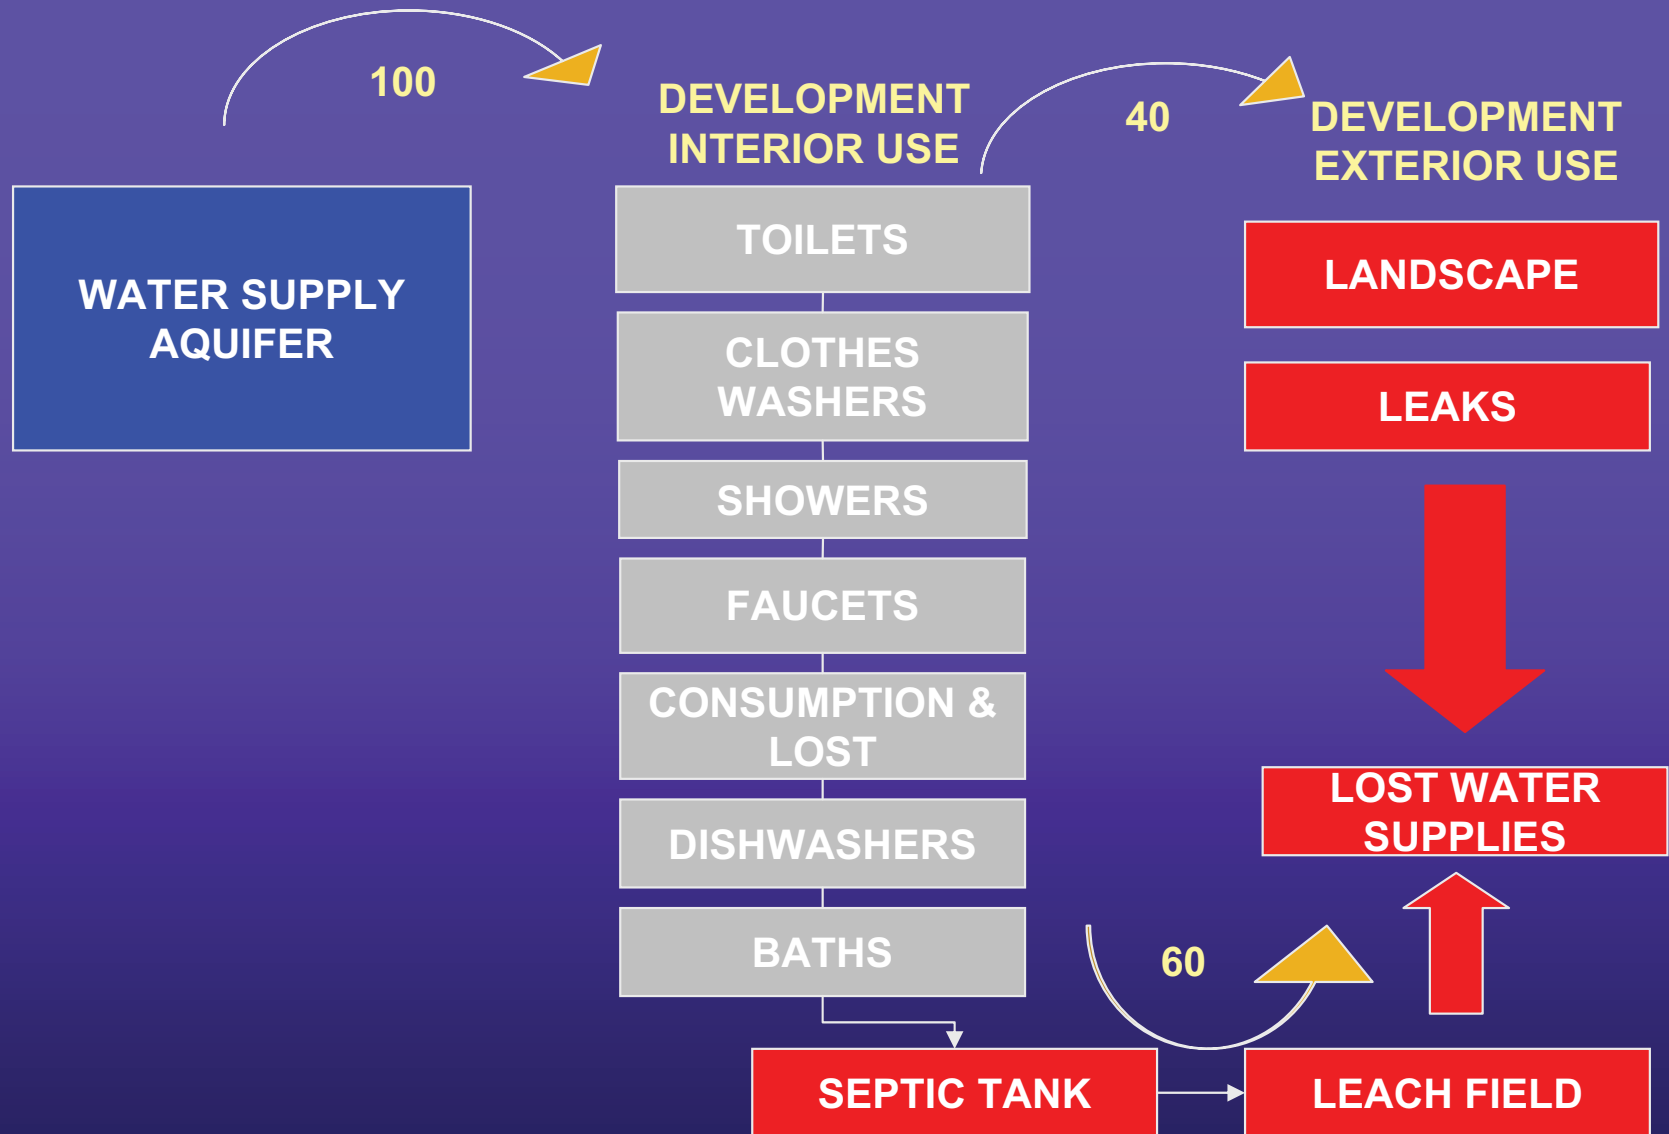 100
DEVELOPMENT
INTERIOR USE
40
DEVELOPMENT
EXTERIOR USE
WATER SUPPLY
AQUIFER
TOILETS
CLOTHES
WASHERS
SHOWERS
FAUCETS
CONSUMPTION &
LOST
DISHWASHERS
BATHS
LANDSCAPE
LEAKS
LOST WATER
SUPPLIES
60
SEPTIC TANK
LEACH FIELD